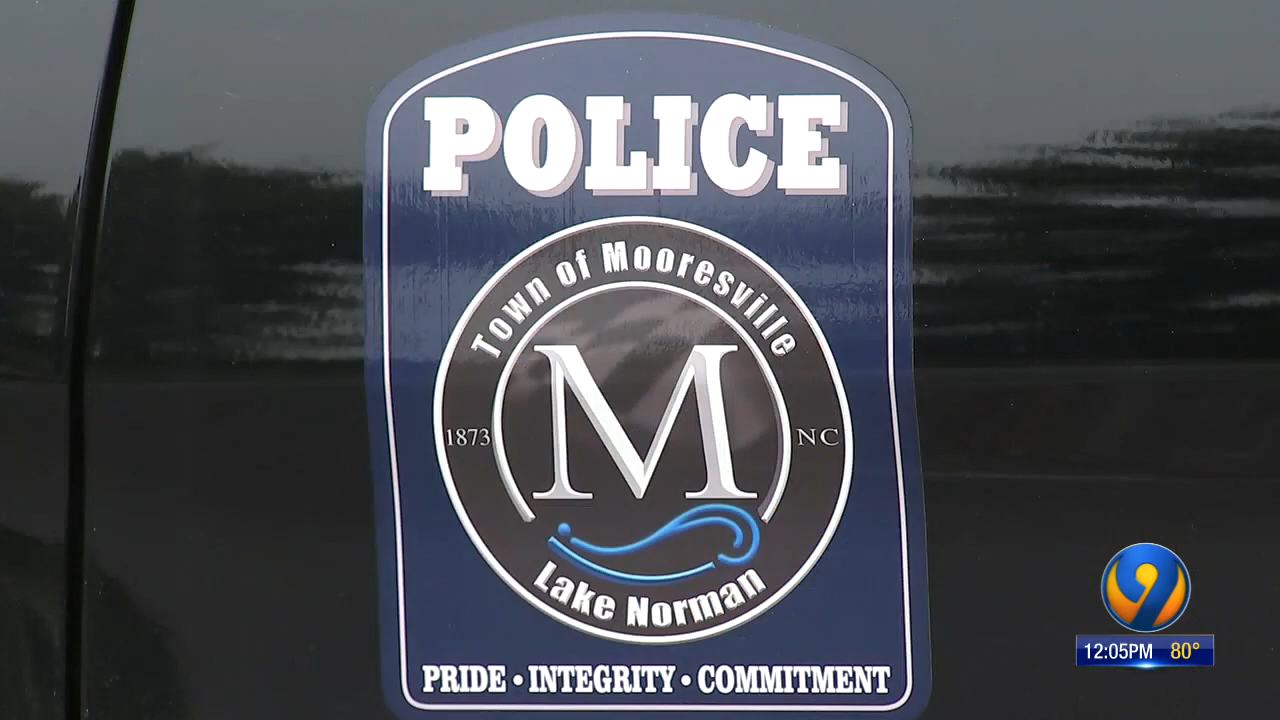 POLICE
Town of Mooresville
1873
M
NC
Lake Norman
PRIDE • INTEGRITY • COMMITMENT
9
12:05PM 80°